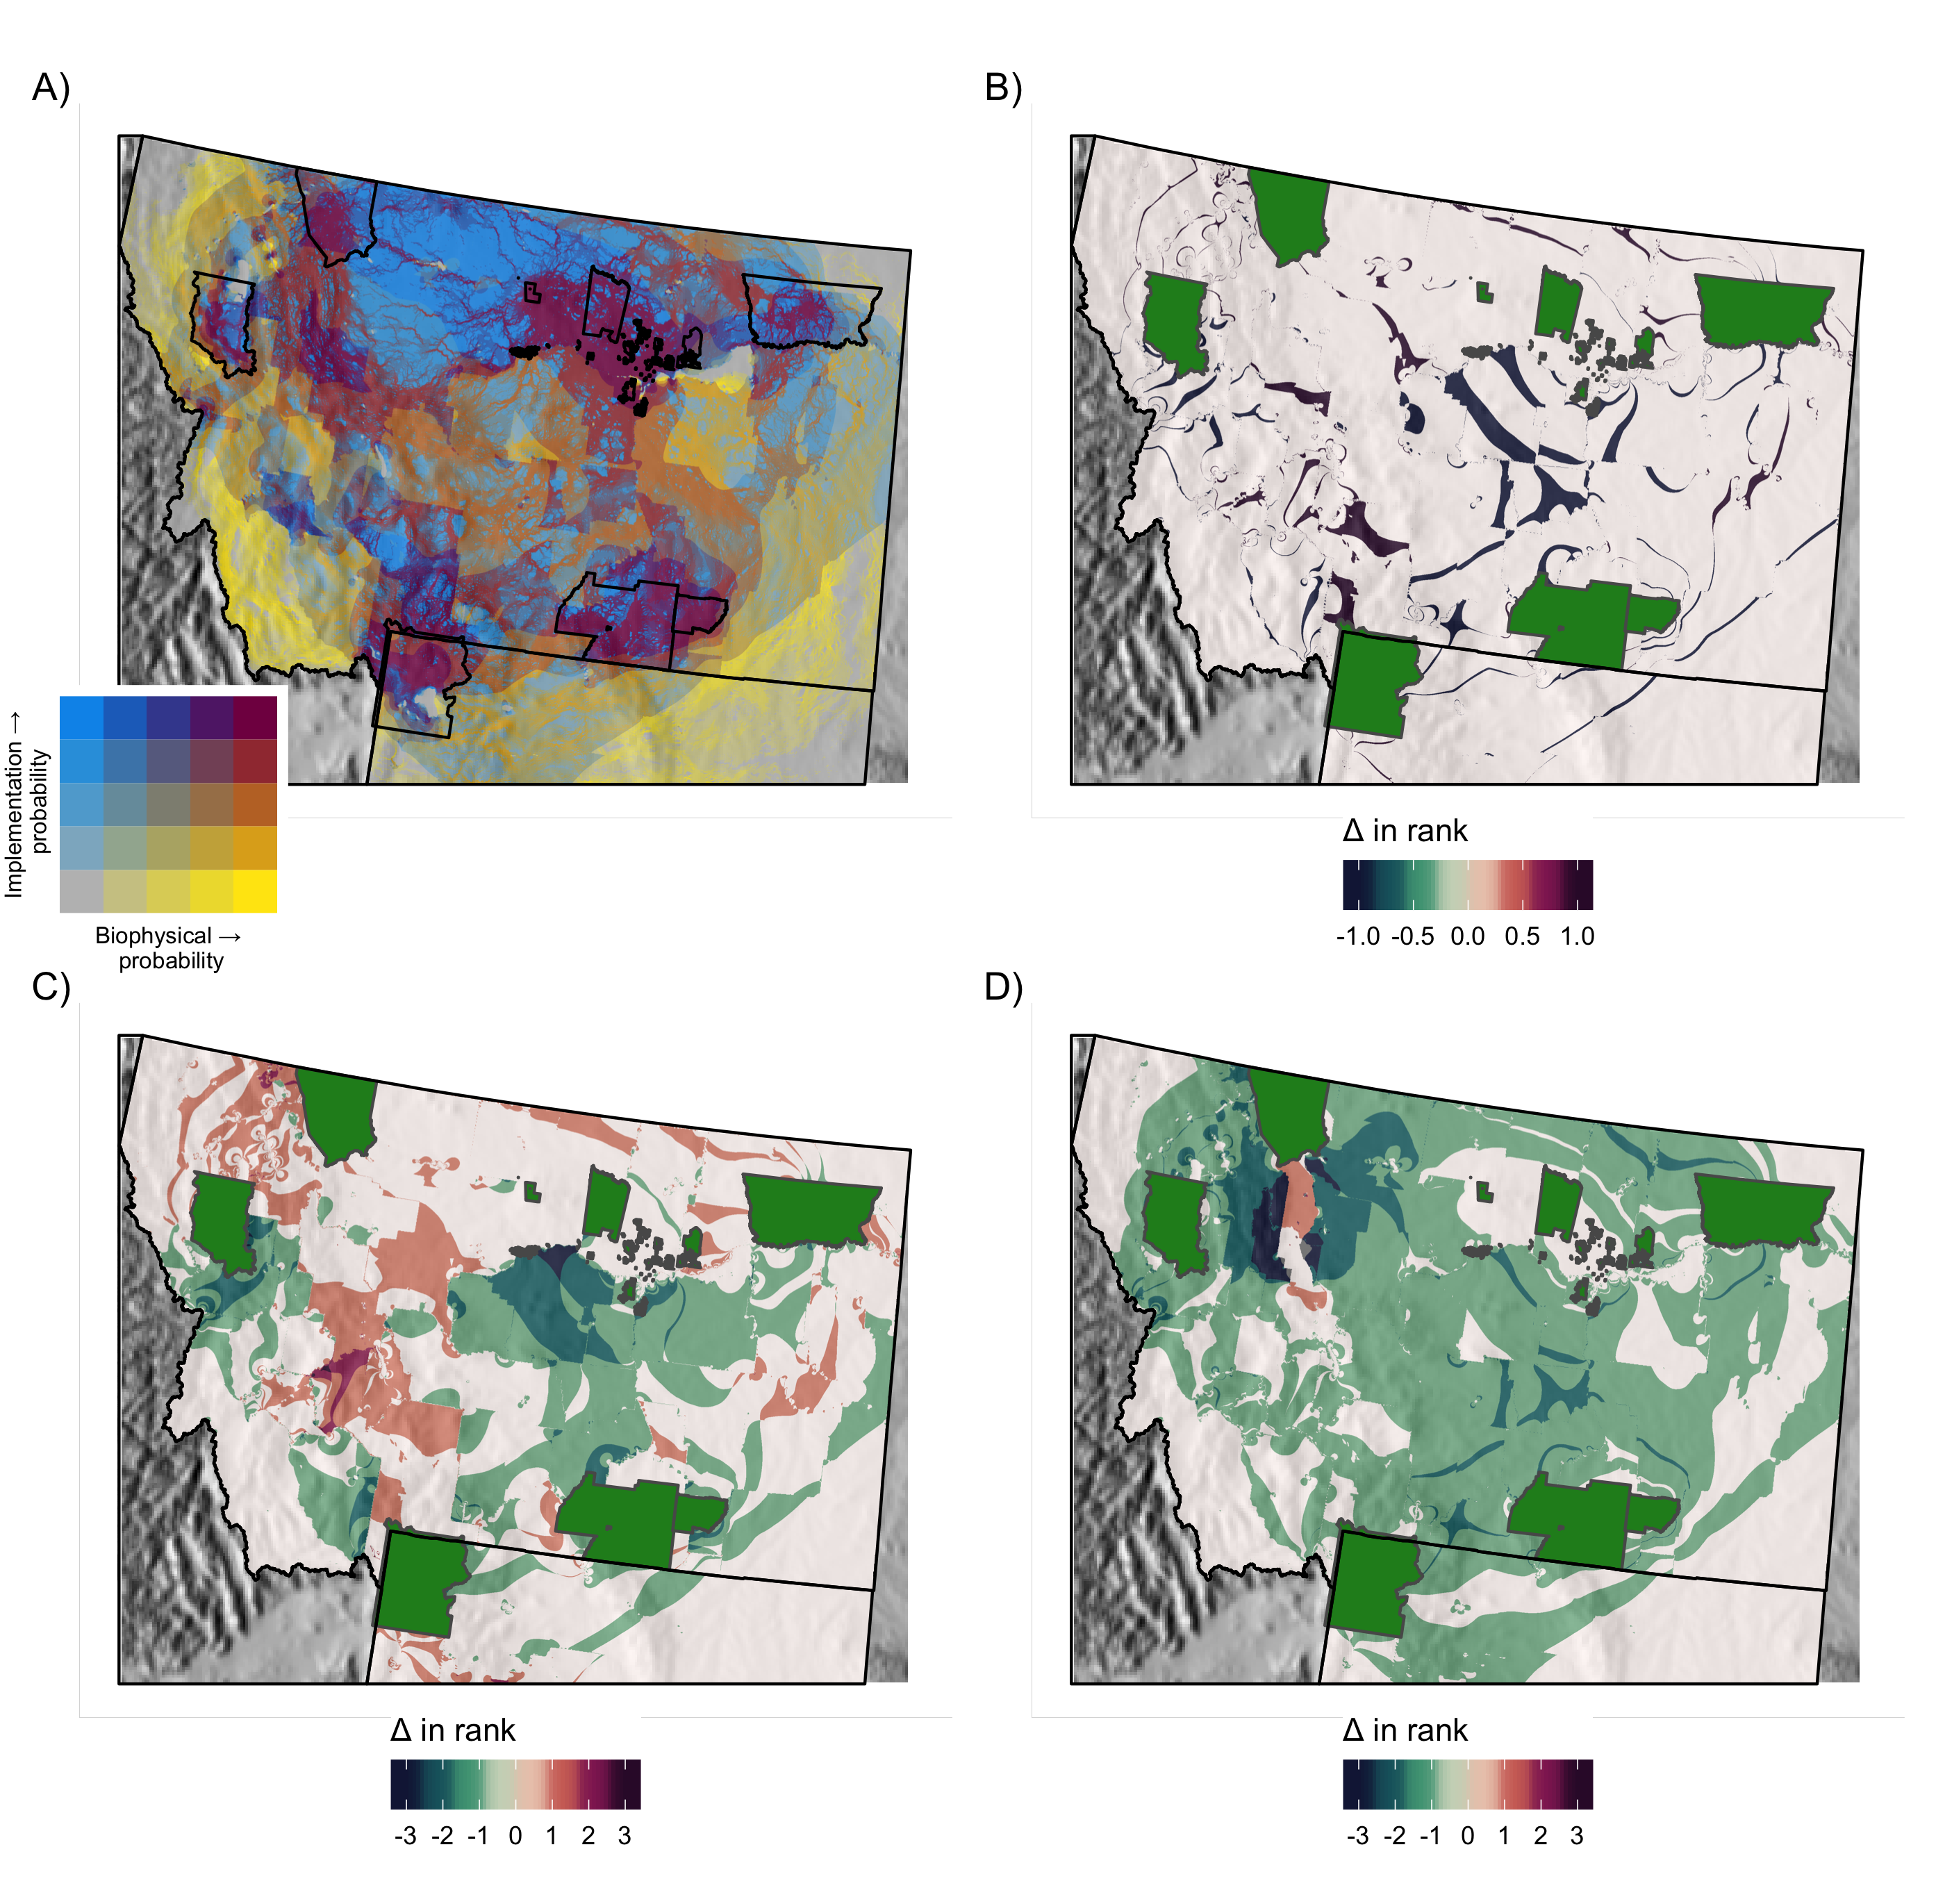 A)
B)
Implementation →
probability
Biophysical →
probability
Δ in rank
-1.0 -0.5 0.0 0.5 1.0
C)
D)
Δ in rank
-3 -2 -1 0 1 2 3
Δ in rank
-3 -2 -1 0 1 2 3